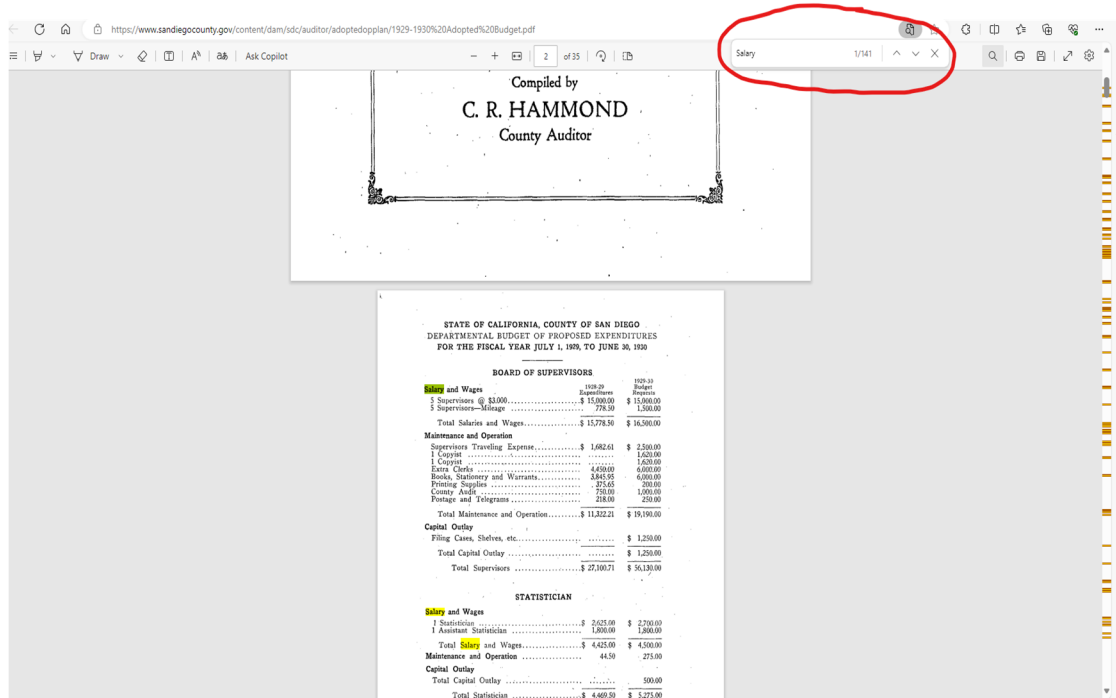 https://www.sandiegocounty.gov/content/dam/sdc/auditor/adoptedopplan/1929-1930%20Adopted%20Budget.pdf
Draw
Ask Copilot
2 of 35
Salary 1/141
Compiled by
C. R. HAMMOND
County Auditor
STATE OF CALIFORNIA, COUNTY OF SAN DIEGO
DEPARTMENTAL BUDGET OF PROPOSED EXPENDITURES
FOR THE FISCAL YEAR JULY 1, 1929, TO JUNE 30, 1930
BOARD OF SUPERVISORS
1928-29 Expenditures 1929-30 Budget Requests
Salary and Wages
5 Supervisors @ $3,000 $ 15,000.00 $ 15,000.00
5 Supervisors—Mileage 778.50 1,500.00
Total Salaries and Wages $ 15,778.50 $ 16,500.00
Maintenance and Operation
Supervisors Traveling Expense $ 1,682.61 $ 2,500.00
1 Copyist 1,620.00
1 Copyist 1,620.00
Extra Clerks 4,450.00 6,000.00
Books, Stationery and Warrants 3,845.95 6,000.00
Printing Supplies 375.65 200.00
County Audit 750.00 1,000.00
Postage and Telegrams 218.00 250.00
Total Maintenance and Operation $ 11,322.21 $ 19,190.00
Capital Outlay
Filing Cases, Shelves, etc. $ 1,250.00
Total Capital Outlay $ 1,250.00
Total Supervisors $ 27,100.71 $ 56,130.00
STATISTICIAN
Salary and Wages
1 Statistician $ 2,625.00 $ 2,700.00
1 Assistant Statistician 1,800.00 1,800.00
Total Salary and Wages $ 4,425.00 $ 4,500.00
Maintenance and Operation 44.50 275.00
Capital Outlay
Total Capital Outlay 500.00
Total Statistician $ 4,469.50 $ 5,275.00